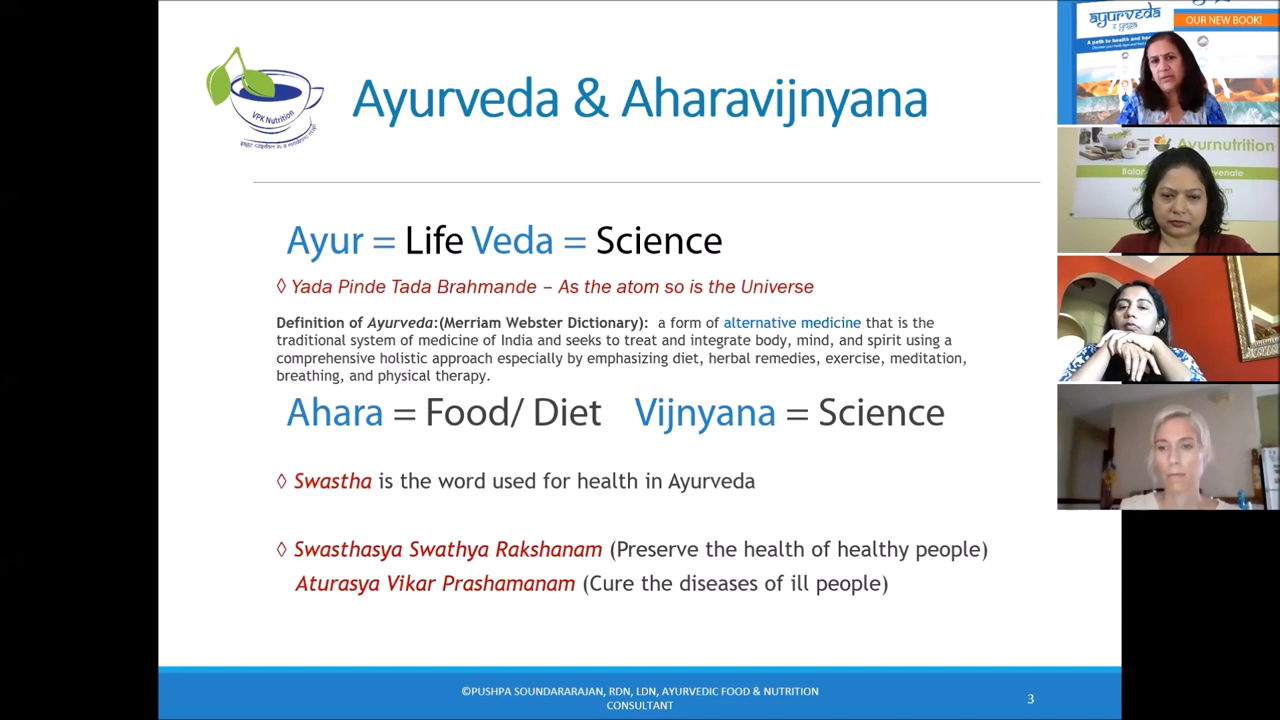 Ayurveda & Aharavijnyana
VPK Nutrition
Ayur = Life Veda = Science
◊ Yada Pinde Tada Brahmande – As the atom so is the Universe
Definition of Ayurveda:(Merriam Webster Dictionary): a form of alternative medicine that is the
traditional system of medicine of India and seeks to treat and integrate body, mind, and spirit using a
comprehensive holistic approach especially by emphasizing diet, herbal remedies, exercise, meditation,
breathing, and physical therapy.
Ahara = Food/ Diet Vijnyana = Science
◊ Swastha is the word used for health in Ayurveda
◊ Swasthasya Swathya Rakshanam (Preserve the health of healthy people)
Aturasya Vikar Prashamanam (Cure the diseases of ill people)
©PUSHPA SOUNDARARAJAN, RDN, LDN, AYURVEDIC FOOD & NUTRITION
CONSULTANT
3
ayurveda
& yoga
OUR NEW BOOK!
A path to health and
Ayurnutrition